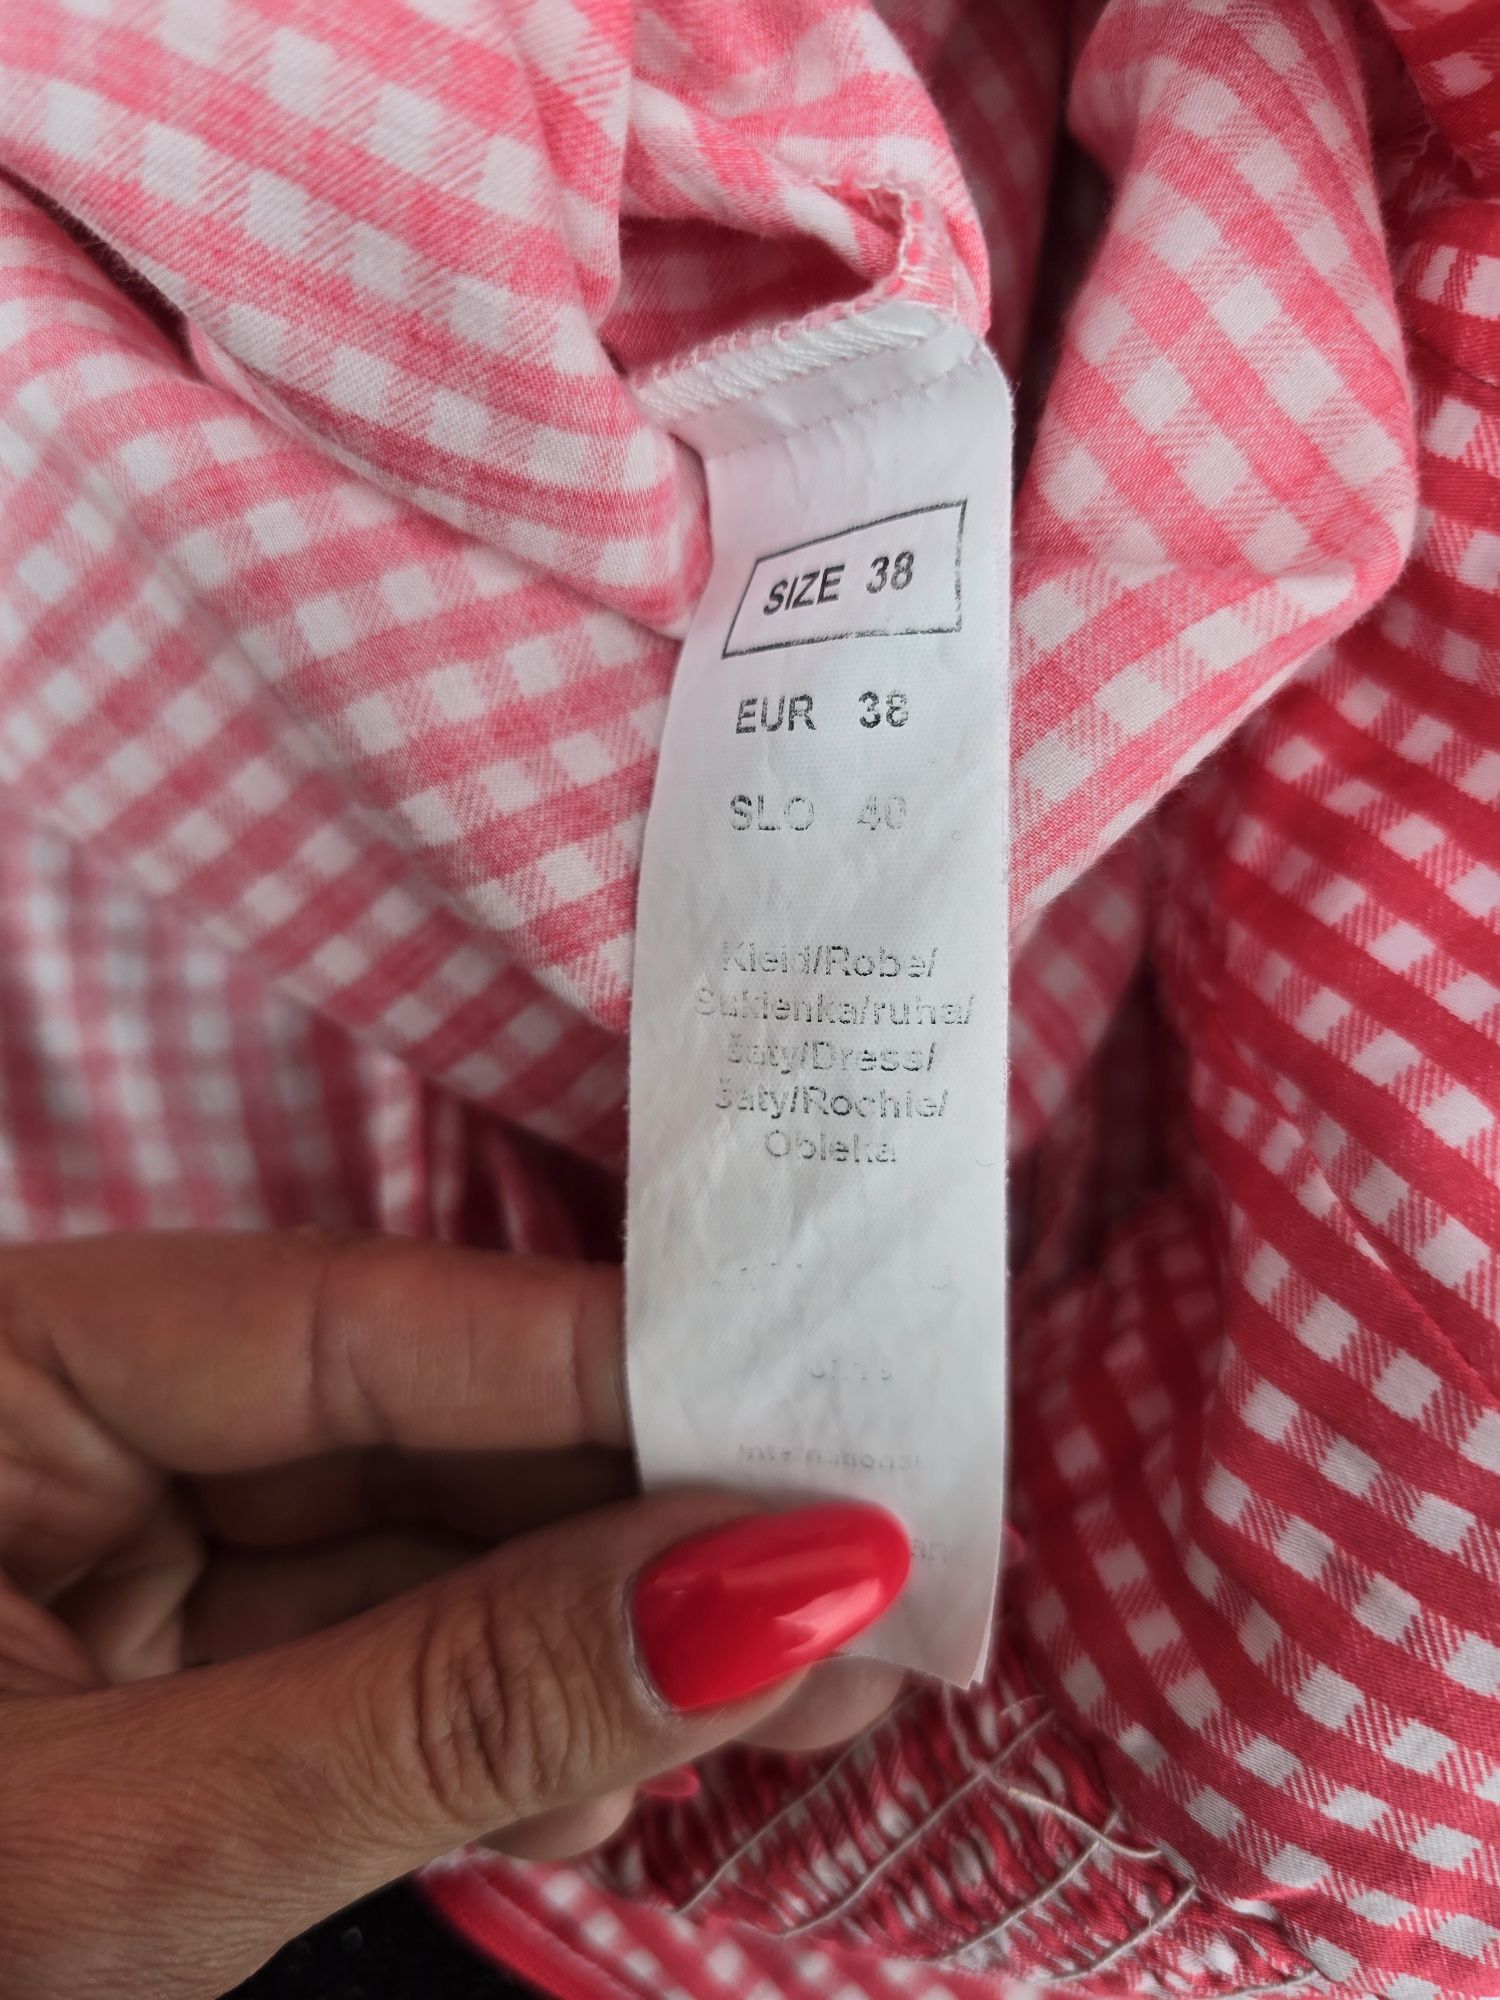 SIZE 38
EUR 38
SLO 40
Kleid/Robe/
Sukienka/ruha/
Šaty/Dress/
Šaty/Rochie/
Obleka